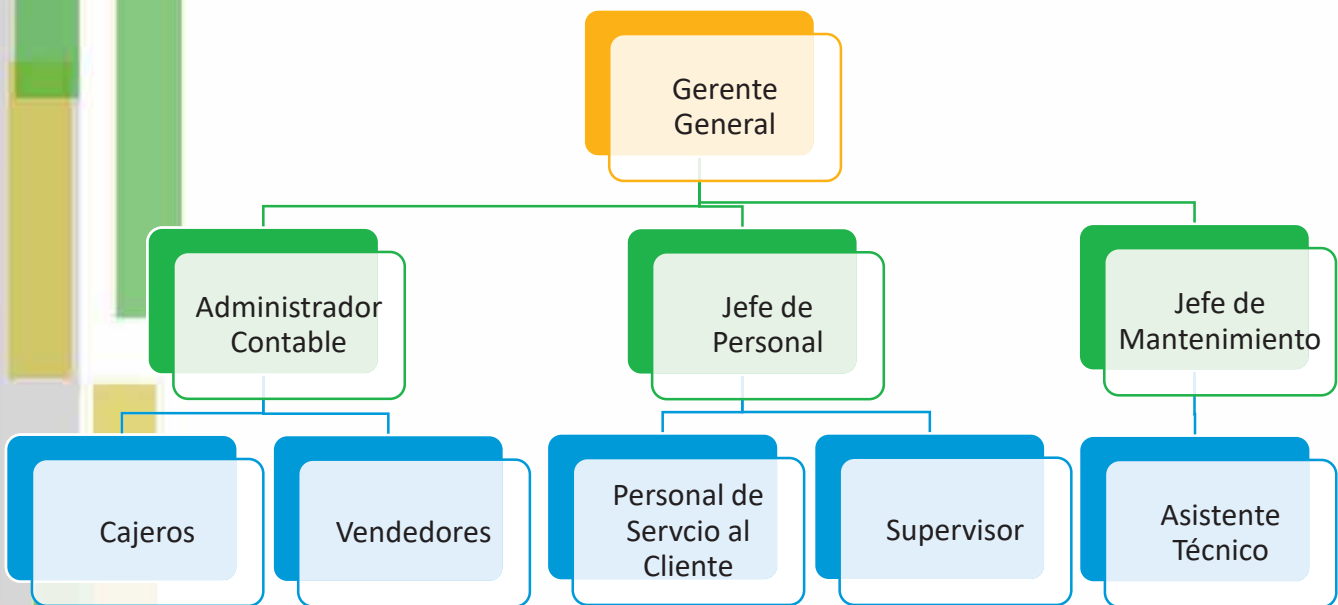 Gerente
General
Administrador
Contable
Jefe de
Personal
Jefe de
Mantenimiento
Cajeros
Vendedores
Personal de
Servcio al
Cliente
Supervisor
Asistente
Técnico